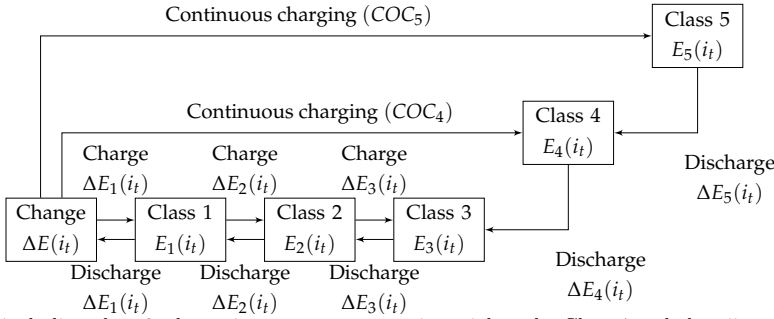 Continuous charging (COC₅)
Class 5
E₅(iₜ)
Continuous charging (COC₄)
Class 4
E₄(iₜ)
Discharge
ΔE₅(iₜ)
Charge
ΔE₁(iₜ)
Charge
ΔE₂(iₜ)
Charge
ΔE₃(iₜ)
Change
ΔE(iₜ)
Class 1
E₁(iₜ)
Class 2
E₂(iₜ)
Class 3
E₃(iₜ)
Discharge
ΔE₁(iₜ)
Discharge
ΔE₂(iₜ)
Discharge
ΔE₃(iₜ)
Discharge
ΔE₄(iₜ)